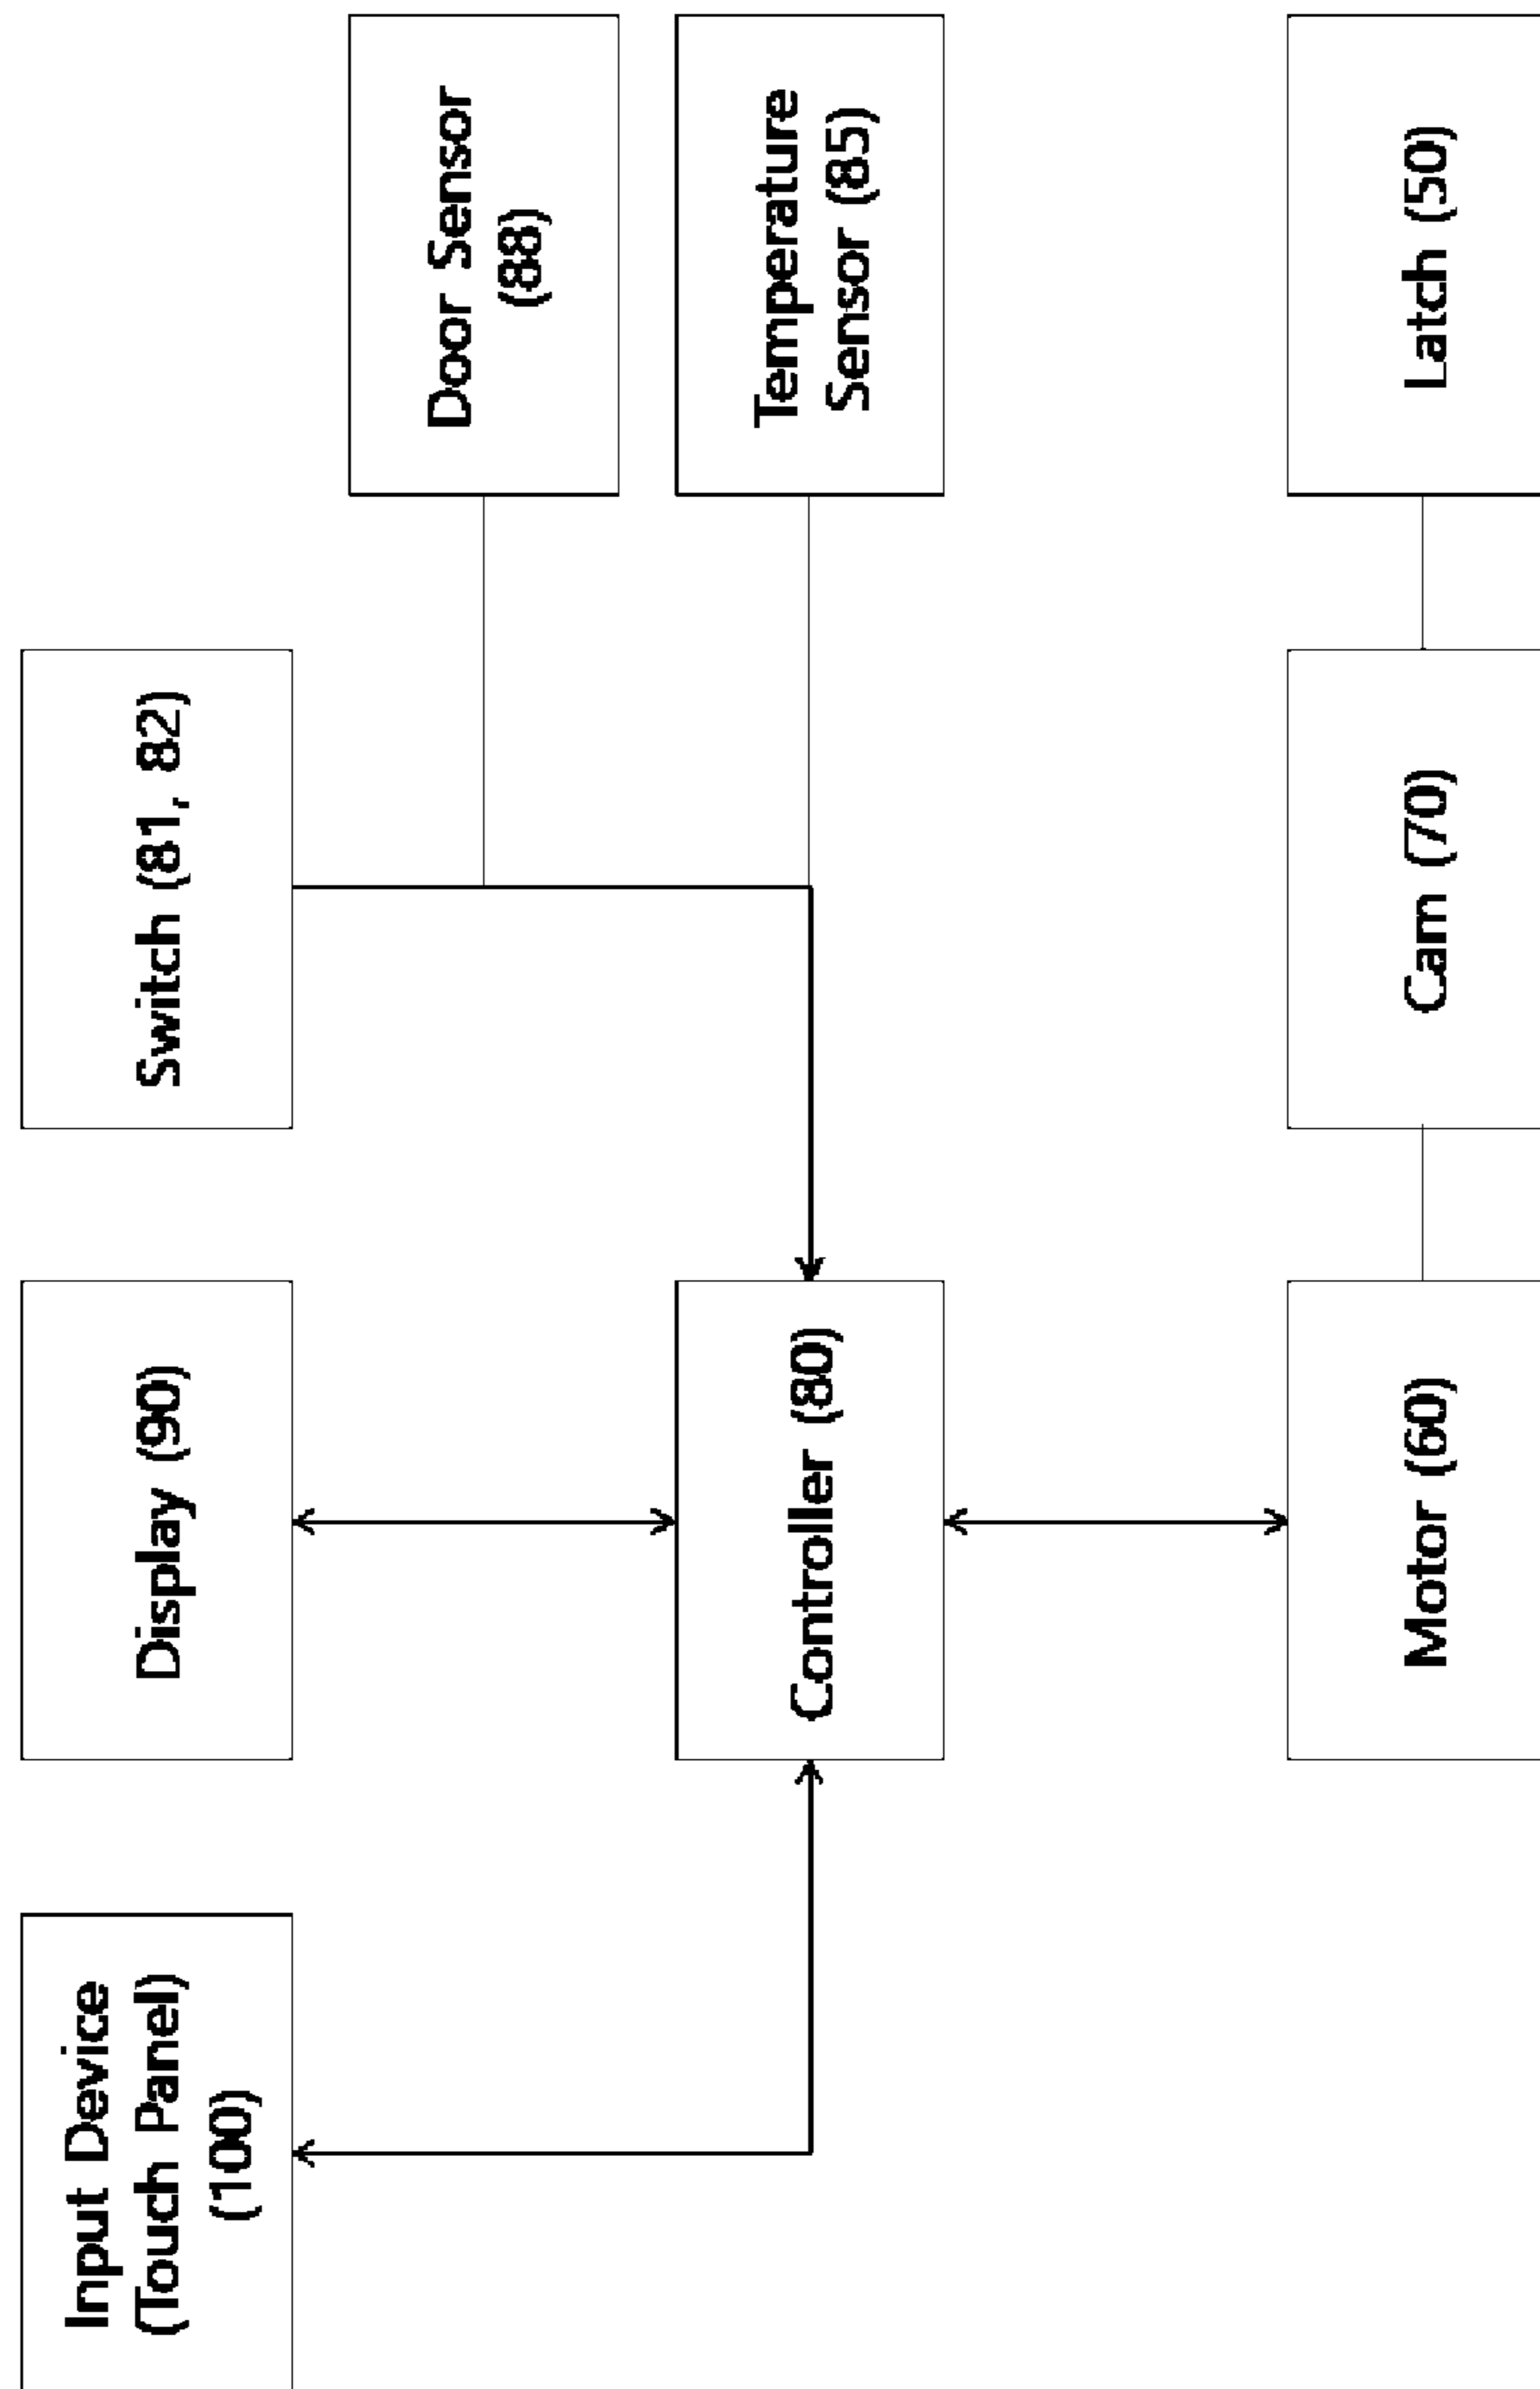 Input Device
(Touch Panel)
(100)
Display (90)
Switch (81, 82)
Door Sensor
(88)
Controller (80)
Temperature
Sensor (85)
Motor (60)
Cam (70)
Latch (50)